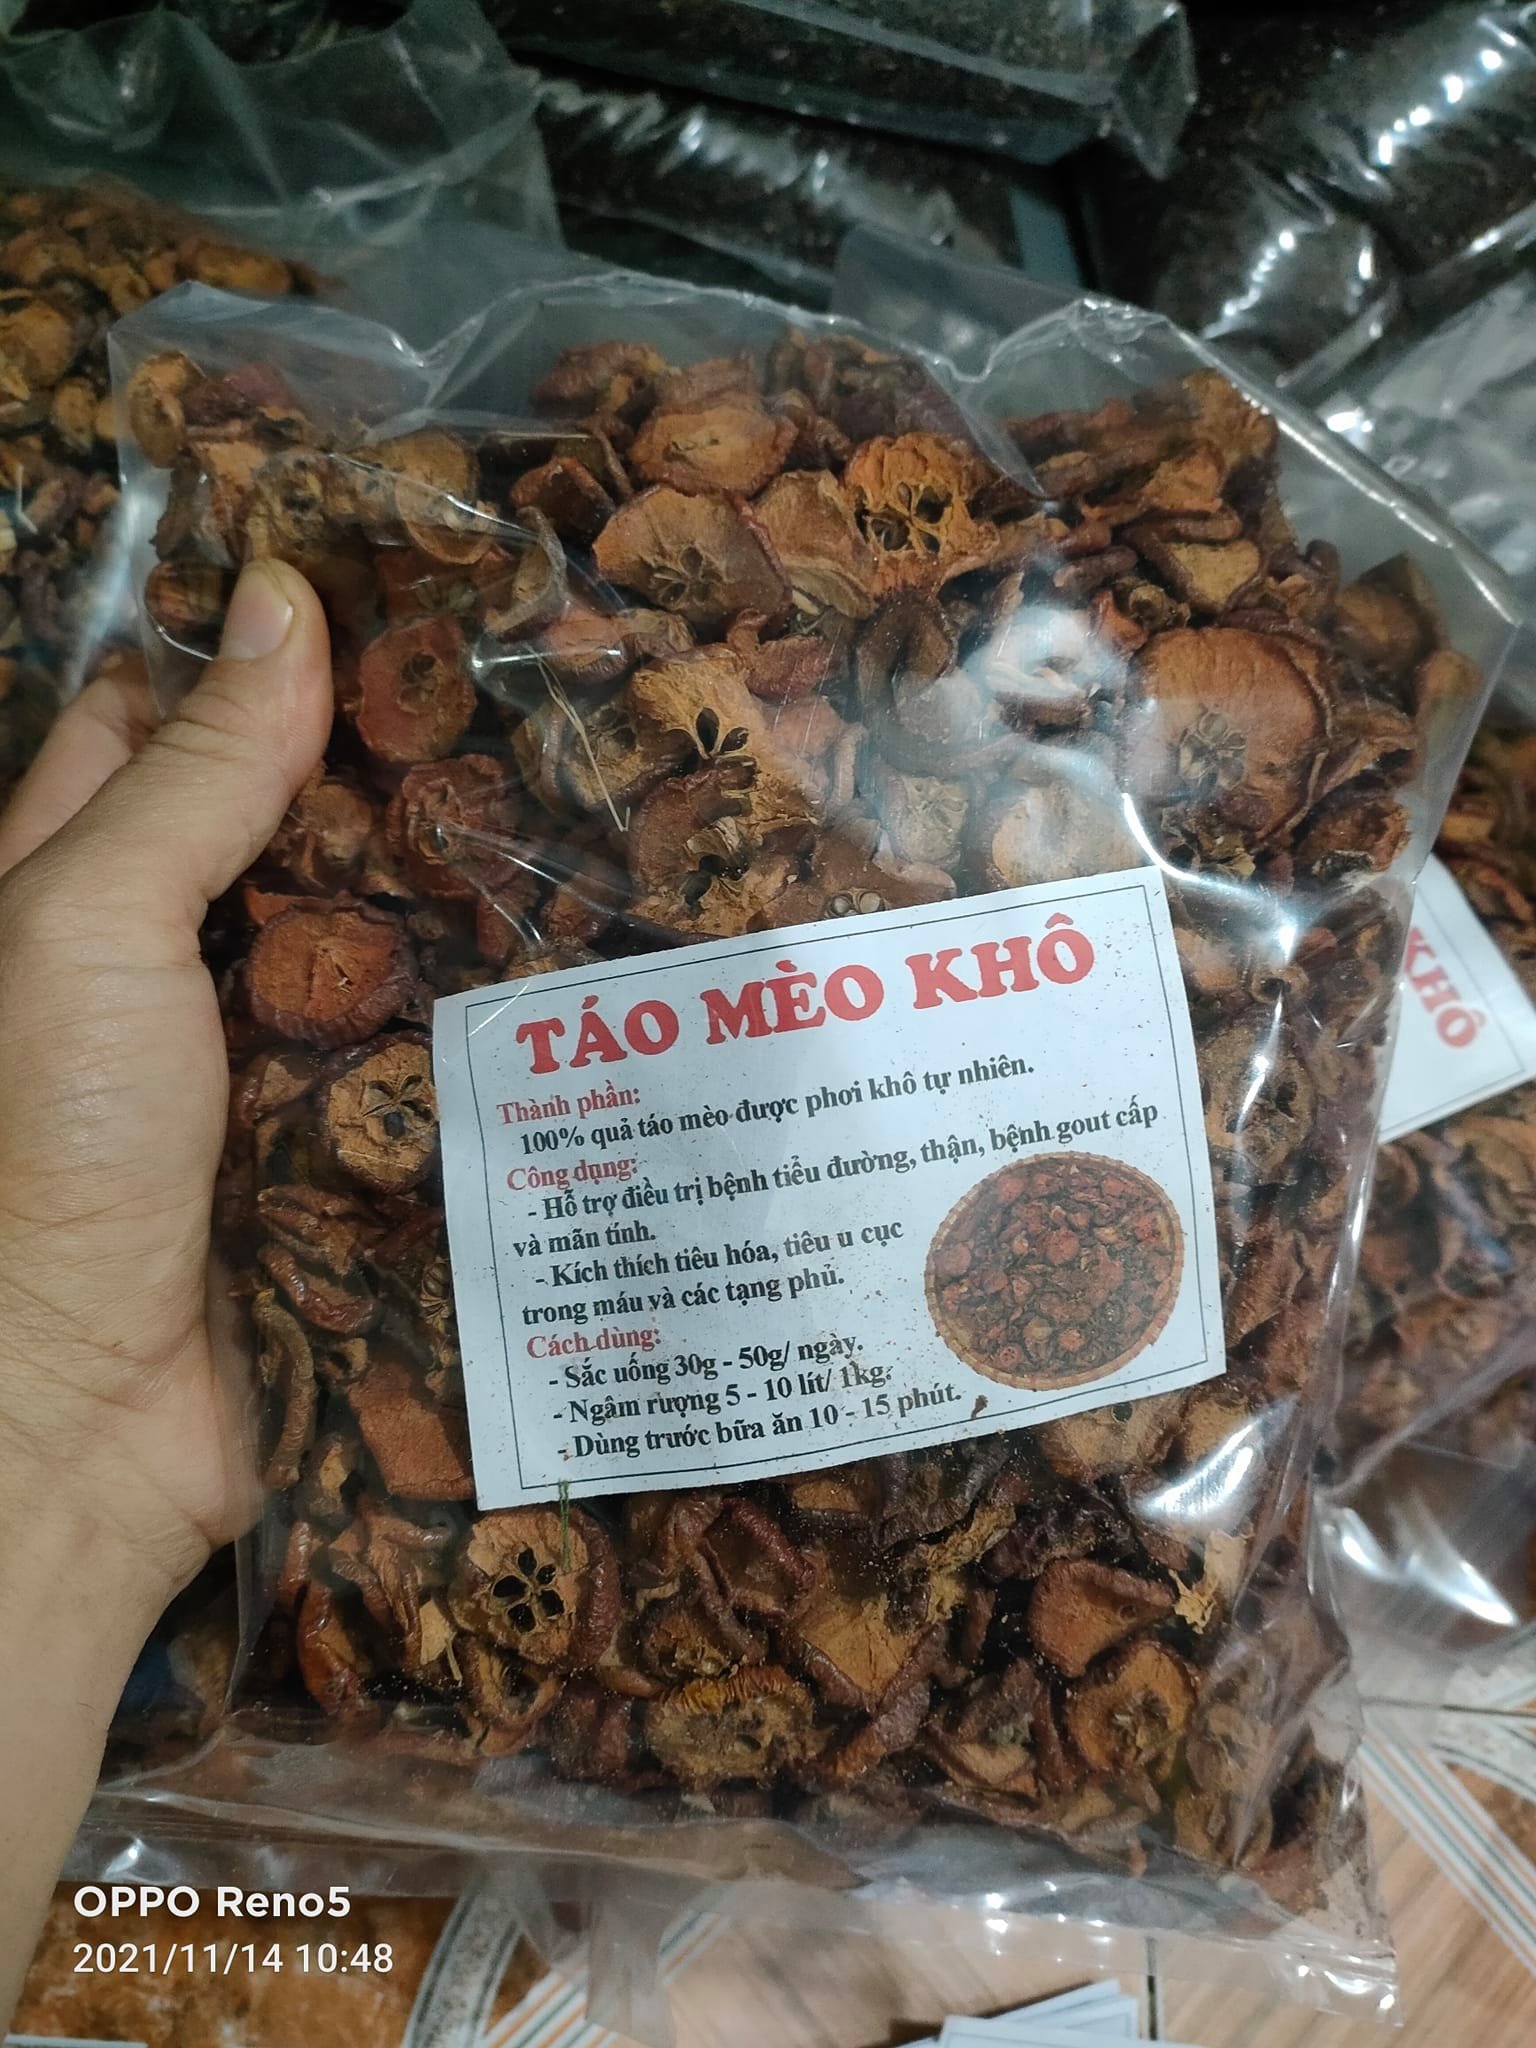 TÁO MÈO KHÔ
Thành phần:
100% quả táo mèo được phơi khô tự nhiên.
Công dụng:
- Hỗ trợ điều trị bệnh tiểu đường, thận, bệnh gout cấp
và mẫn tính.
- Kích thích tiêu hóa, tiêu u cục
trong máu và các tạng phủ.
Cách dùng:
- Sắc uống 30g - 50g/ ngày.
- Ngâm rượng 5 - 10 lít/ 1kg.
- Dùng trước bữa ăn 10 - 15 phút.
KHÔ
OPPO Reno5
2021/11/14 10:48